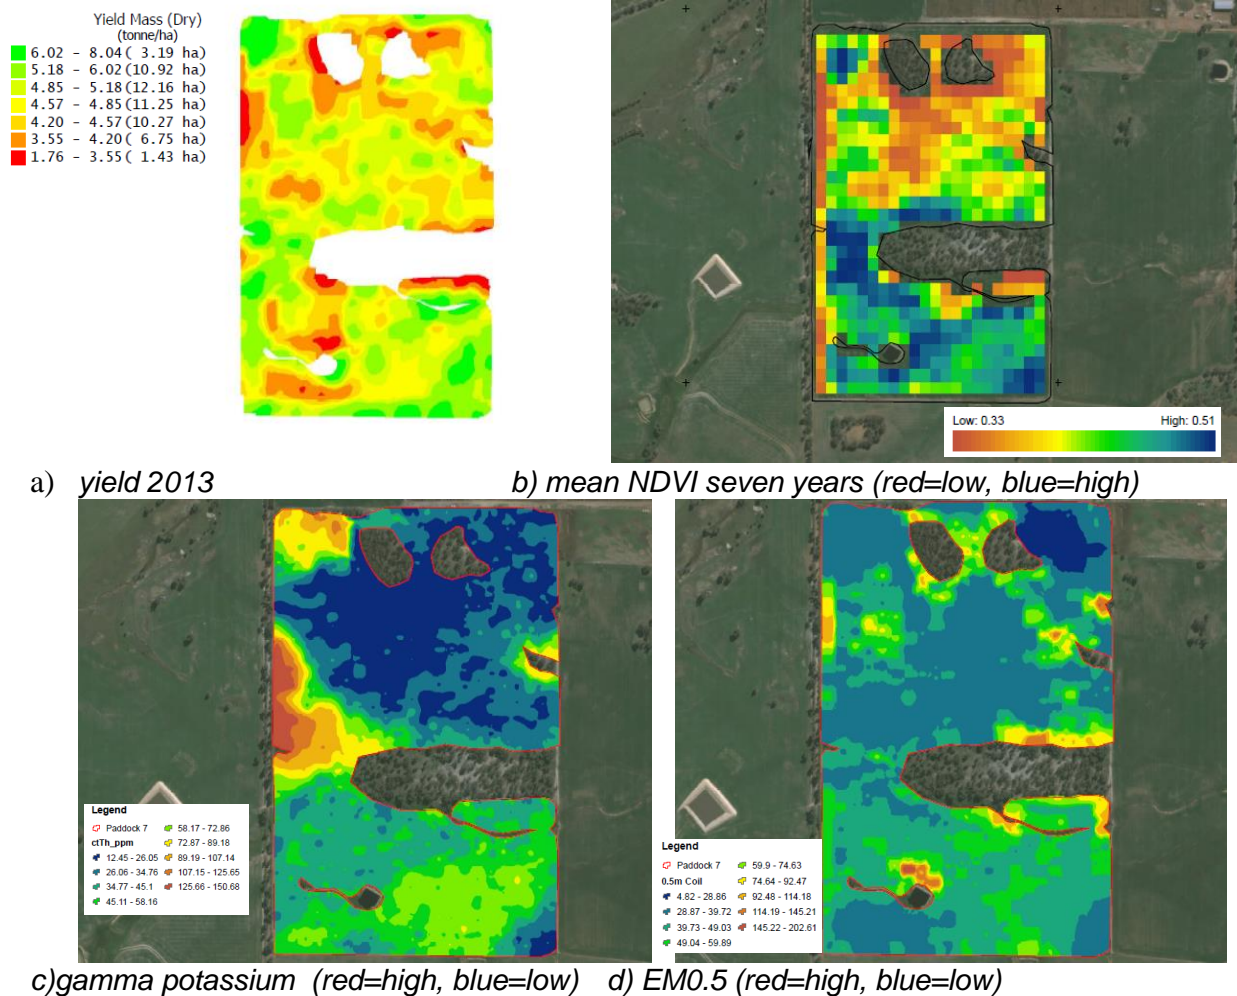 Yield Mass (Dry)
(tonne/ha)
6.02 - 8.04 ( 3.19 ha)
5.18 - 6.02 (10.92 ha)
4.85 - 5.18 (12.16 ha)
4.57 - 4.85 (11.25 ha)
4.20 - 4.57 (10.27 ha)
3.55 - 4.20 ( 6.75 ha)
1.76 - 3.55 ( 1.43 ha)
Low: 0.33 High: 0.51
a) yield 2013 b) mean NDVI seven years (red=low, blue=high)
Legend
Paddock 7 58.17 - 72.86
ctTh_ppm 72.87 - 89.18
12.45 - 26.05 89.19 - 107.14
26.06 - 34.76 107.15 - 125.65
34.77 - 45.1 125.66 - 150.68
45.11 - 58.16
Legend
Paddock 7 59.9 - 74.63
0.5m Coil 74.64 - 92.47
4.82 - 28.86 92.48 - 114.18
28.87 - 39.72 114.19 - 145.21
39.73 - 49.03 145.22 - 202.61
49.04 - 59.89
c)gamma potassium (red=high, blue=low) d) EM0.5 (red=high, blue=low)